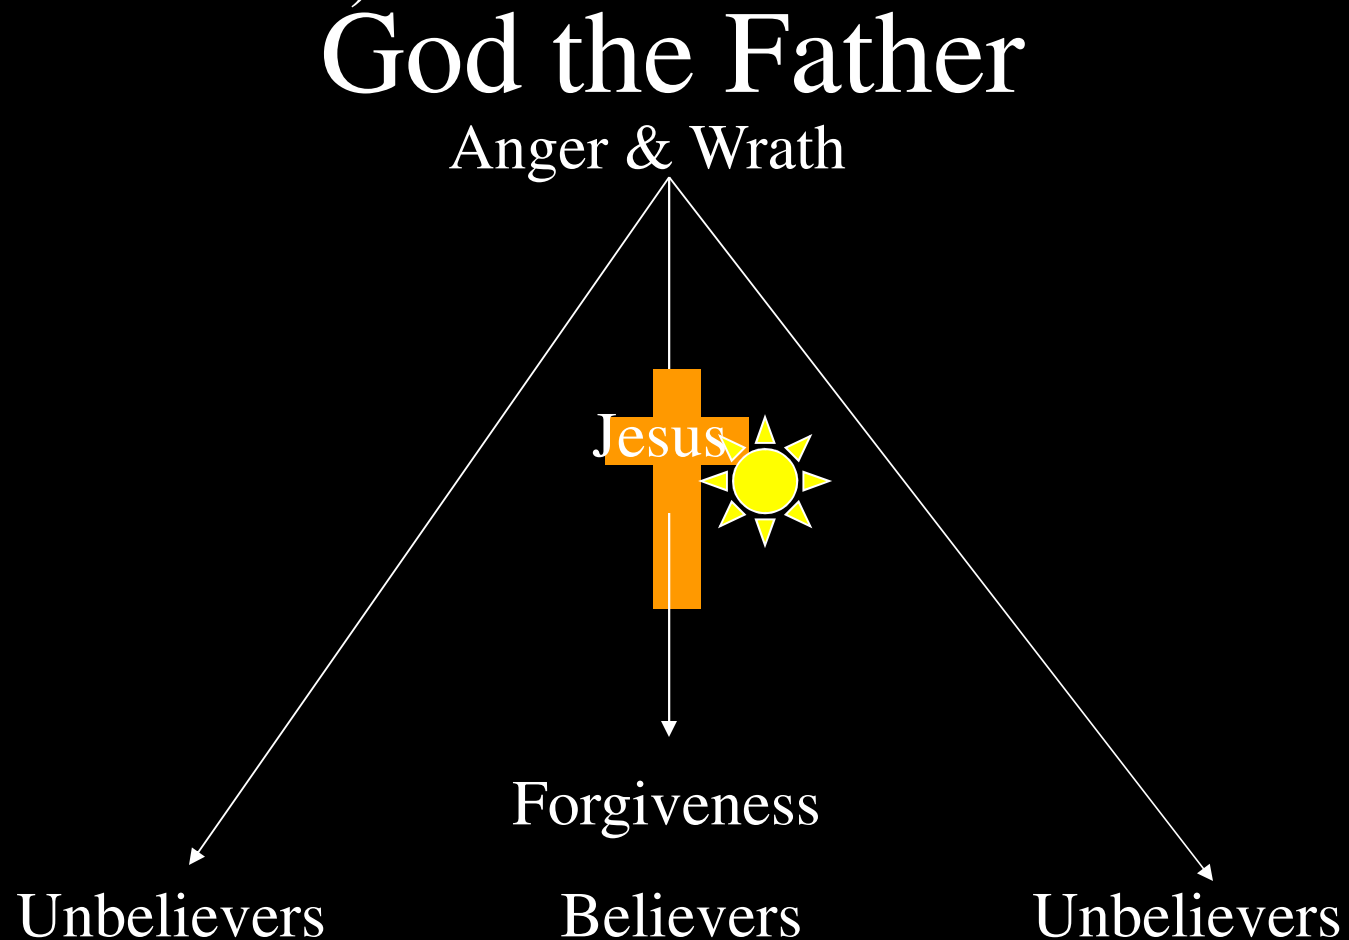 God the Father
Anger & Wrath
Jesus
Forgiveness
Unbelievers Believers Unbelievers